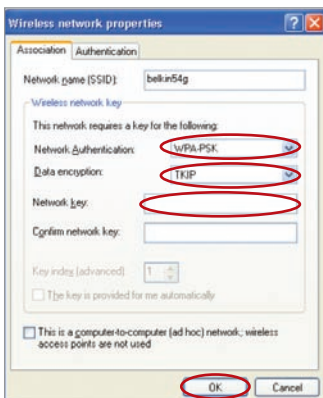 Wireless network properties
Association Authentication
Network name (SSID): belkin54g
Wireless network key
This network requires a key for the following:
Network Authentication: WPA-PSK
Data encryption: TKIP
Network key:
Confirm network key:
Key index (advanced): 1
The key is provided for me automatically
This is a computer-to-computer (ad hoc) network; wireless
access points are not used
OK Cancel